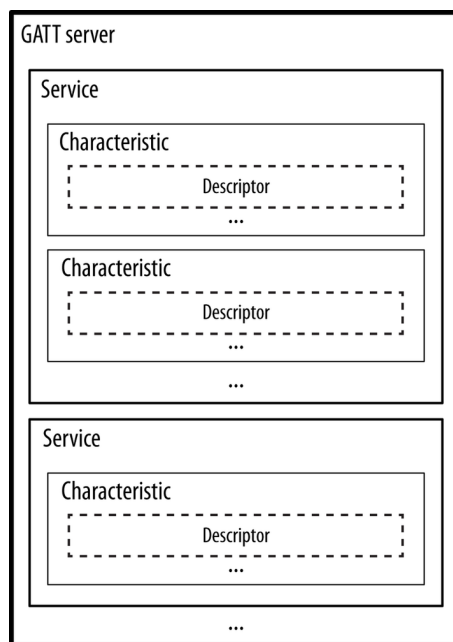 GATT server
Service
Characteristic
Descriptor
...
Characteristic
Descriptor
...
...
Service
Characteristic
Descriptor
...
...